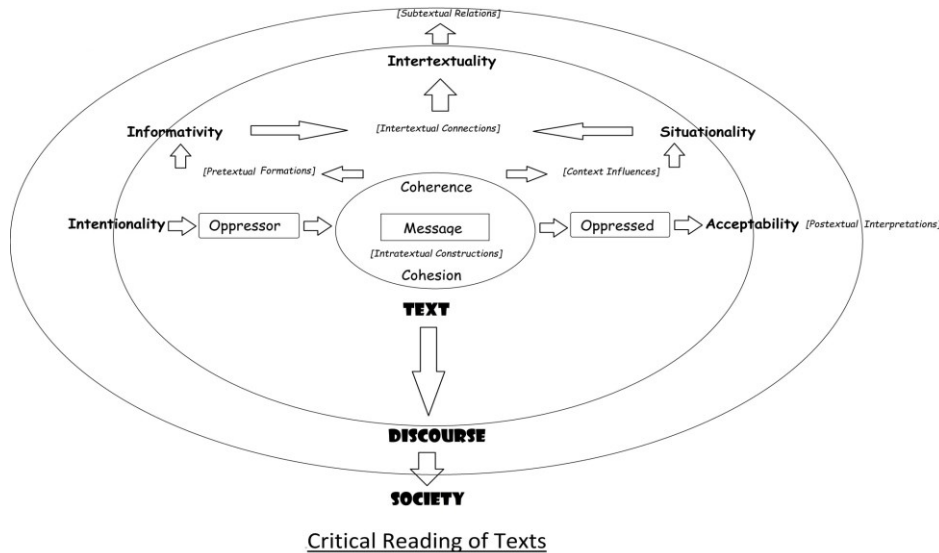 [Subtextual Relations]
Intertextuality
Informativity
[Intertextual Connections]
Situationality
[Pretextual Formations]
[Context Influences]
Coherence
Intentionality
Oppressor
Message
Oppressed
Acceptability
[Postextual Interpretations]
[Intratextual Constructions]
Cohesion
TEXT
DISCOURSE
SOCIETY
Critical Reading of Texts